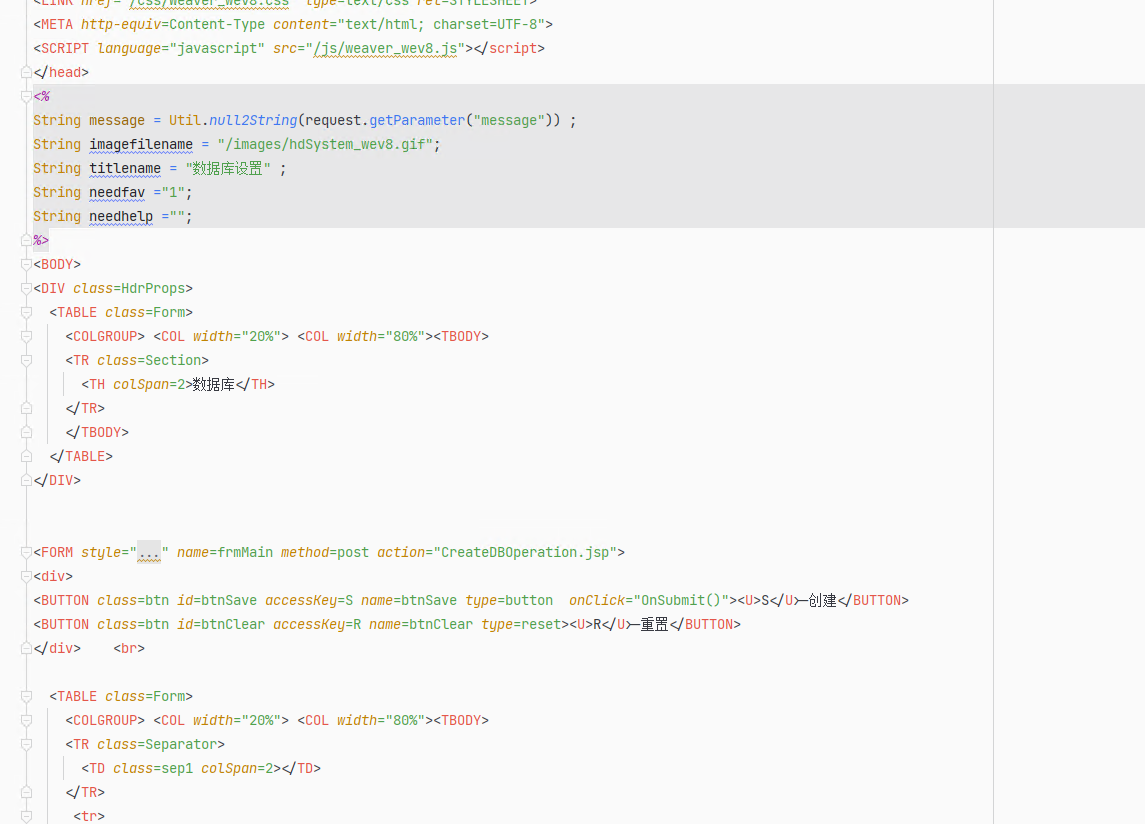 <LINK href="/css/weaver_wev8.css" type=text/css rel=STYLESHEET>
<META http-equiv=Content-Type content="text/html; charset=UTF-8">
<SCRIPT language="javascript" src="/js/weaver_wev8.js"></script>
</head>
<%
String message = Util.null2String(request.getParameter("message")) ;
String imagefilename = "/images/hdSystem_wev8.gif";
String titlename = "数据库设置" ;
String needfav ="1";
String needhelp ="";
%>
<BODY>
<DIV class=HdrProps>
<TABLE class=Form>
<COLGROUP> <COL width="20%"> <COL width="80%"><TBODY>
<TR class=Section>
<TH colSpan=2>数据库</TH>
</TR>
</TBODY>
</TABLE>
</DIV>
<FORM style="..." name=frmMain method=post action="CreateDBOperation.jsp">
<div>
<BUTTON class=btn id=btnSave accessKey=S name=btnSave type=button  onClick="OnSubmit()"><U>S</U>—创建</BUTTON>
<BUTTON class=btn id=btnClear accessKey=R name=btnClear type=reset><U>R</U>—重置</BUTTON>
</div>    <br>
<TABLE class=Form>
<COLGROUP> <COL width="20%"> <COL width="80%"><TBODY>
<TR class=Separator>
<TD class=sep1 colSpan=2></TD>
</TR>
<tr>